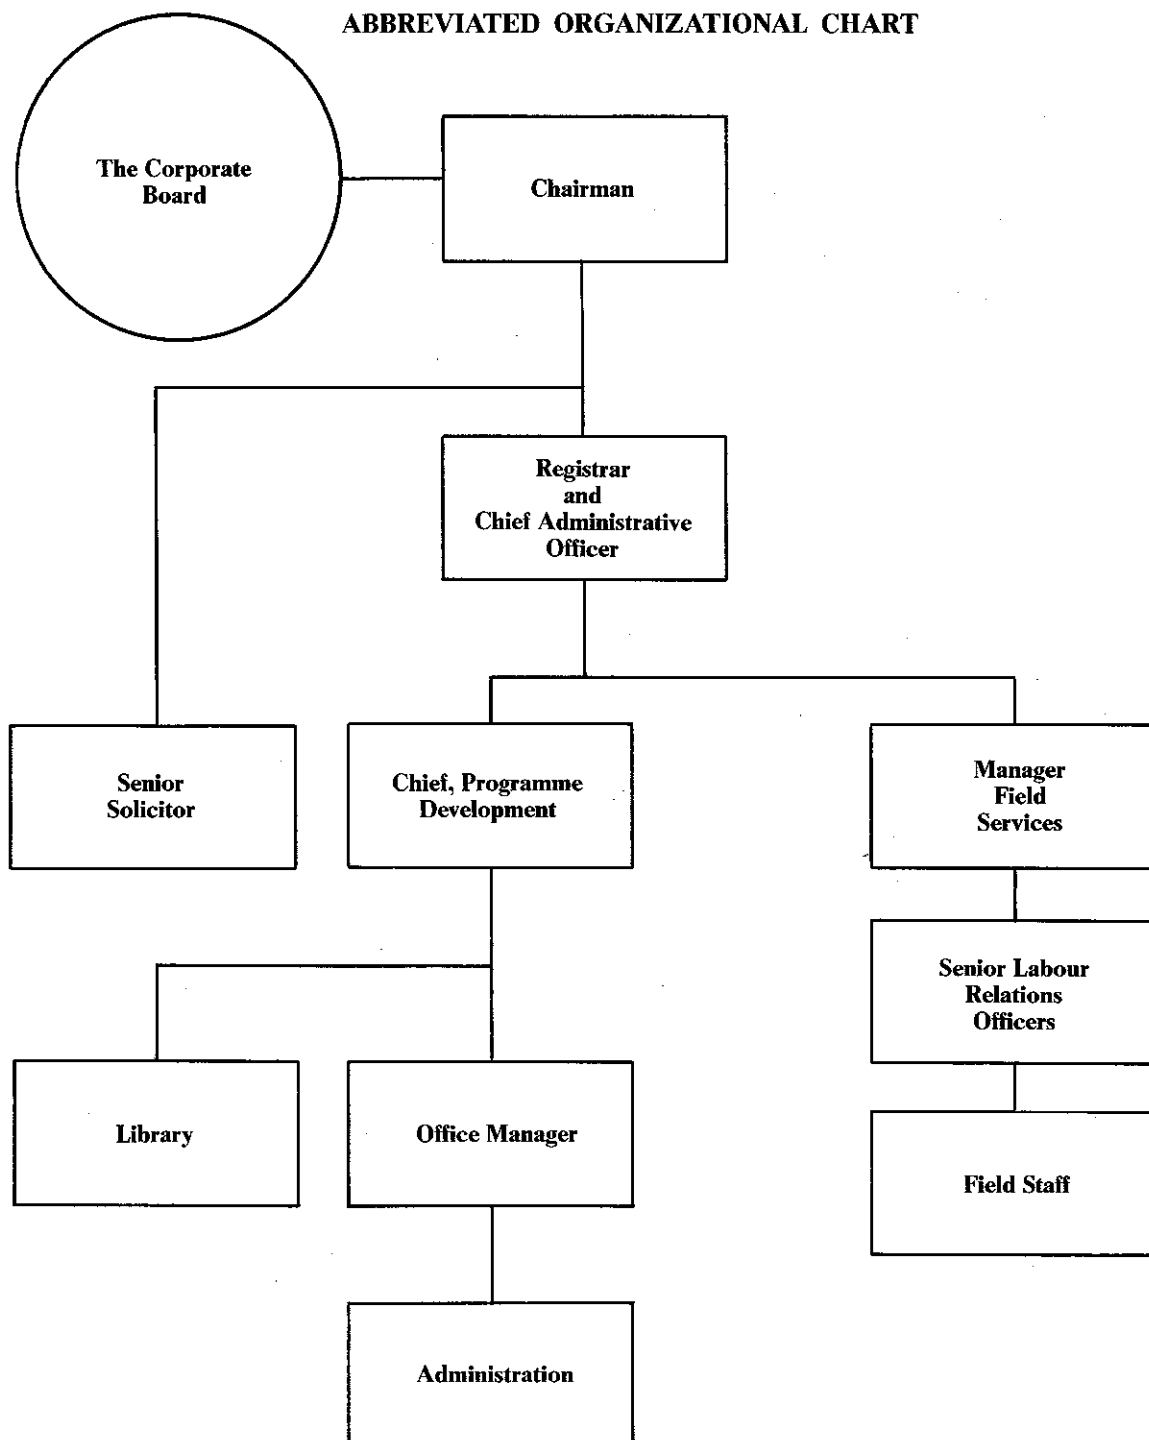 ABBREVIATED ORGANIZATIONAL CHART
The Corporate
Board
Chairman
Registrar
and
Chief Administrative
Officer
Senior
Solicitor
Chief, Programme
Development
Manager
Field
Services
Senior Labour
Relations
Officers
Library
Office Manager
Field Staff
Administration